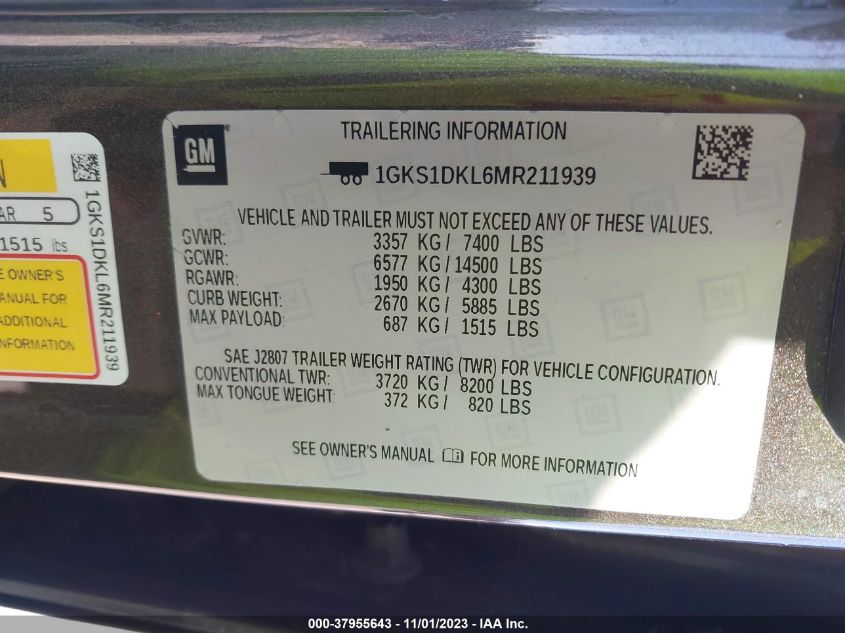 N
AR 5
1515 lbs
E OWNER'S
ANUAL FOR
ADDITIONAL
INFORMATION
1GKS1DKL6MR211939
GM
®
TRAILERING INFORMATION
1GKS1DKL6MR211939
VEHICLE AND TRAILER MUST NOT EXCEED ANY OF THESE VALUES.
GVWR: 3357 KG/ 7400 LBS
GCWR: 6577 KG/14500 LBS
RGAWR: 1950 KG/ 4300 LBS
CURB WEIGHT: 2670 KG/ 5885 LBS
MAX PAYLOAD: 687 KG/ 1515 LBS
SAE J2807 TRAILER WEIGHT RATING (TWR) FOR VEHICLE CONFIGURATION.
CONVENTIONAL TWR: 3720 KG/ 8200 LBS
MAX TONGUE WEIGHT: 372 KG/ 820 LBS
SEE OWNER'S MANUAL FOR MORE INFORMATION
000-37955643 - 11/01/2023 - IAA Inc.